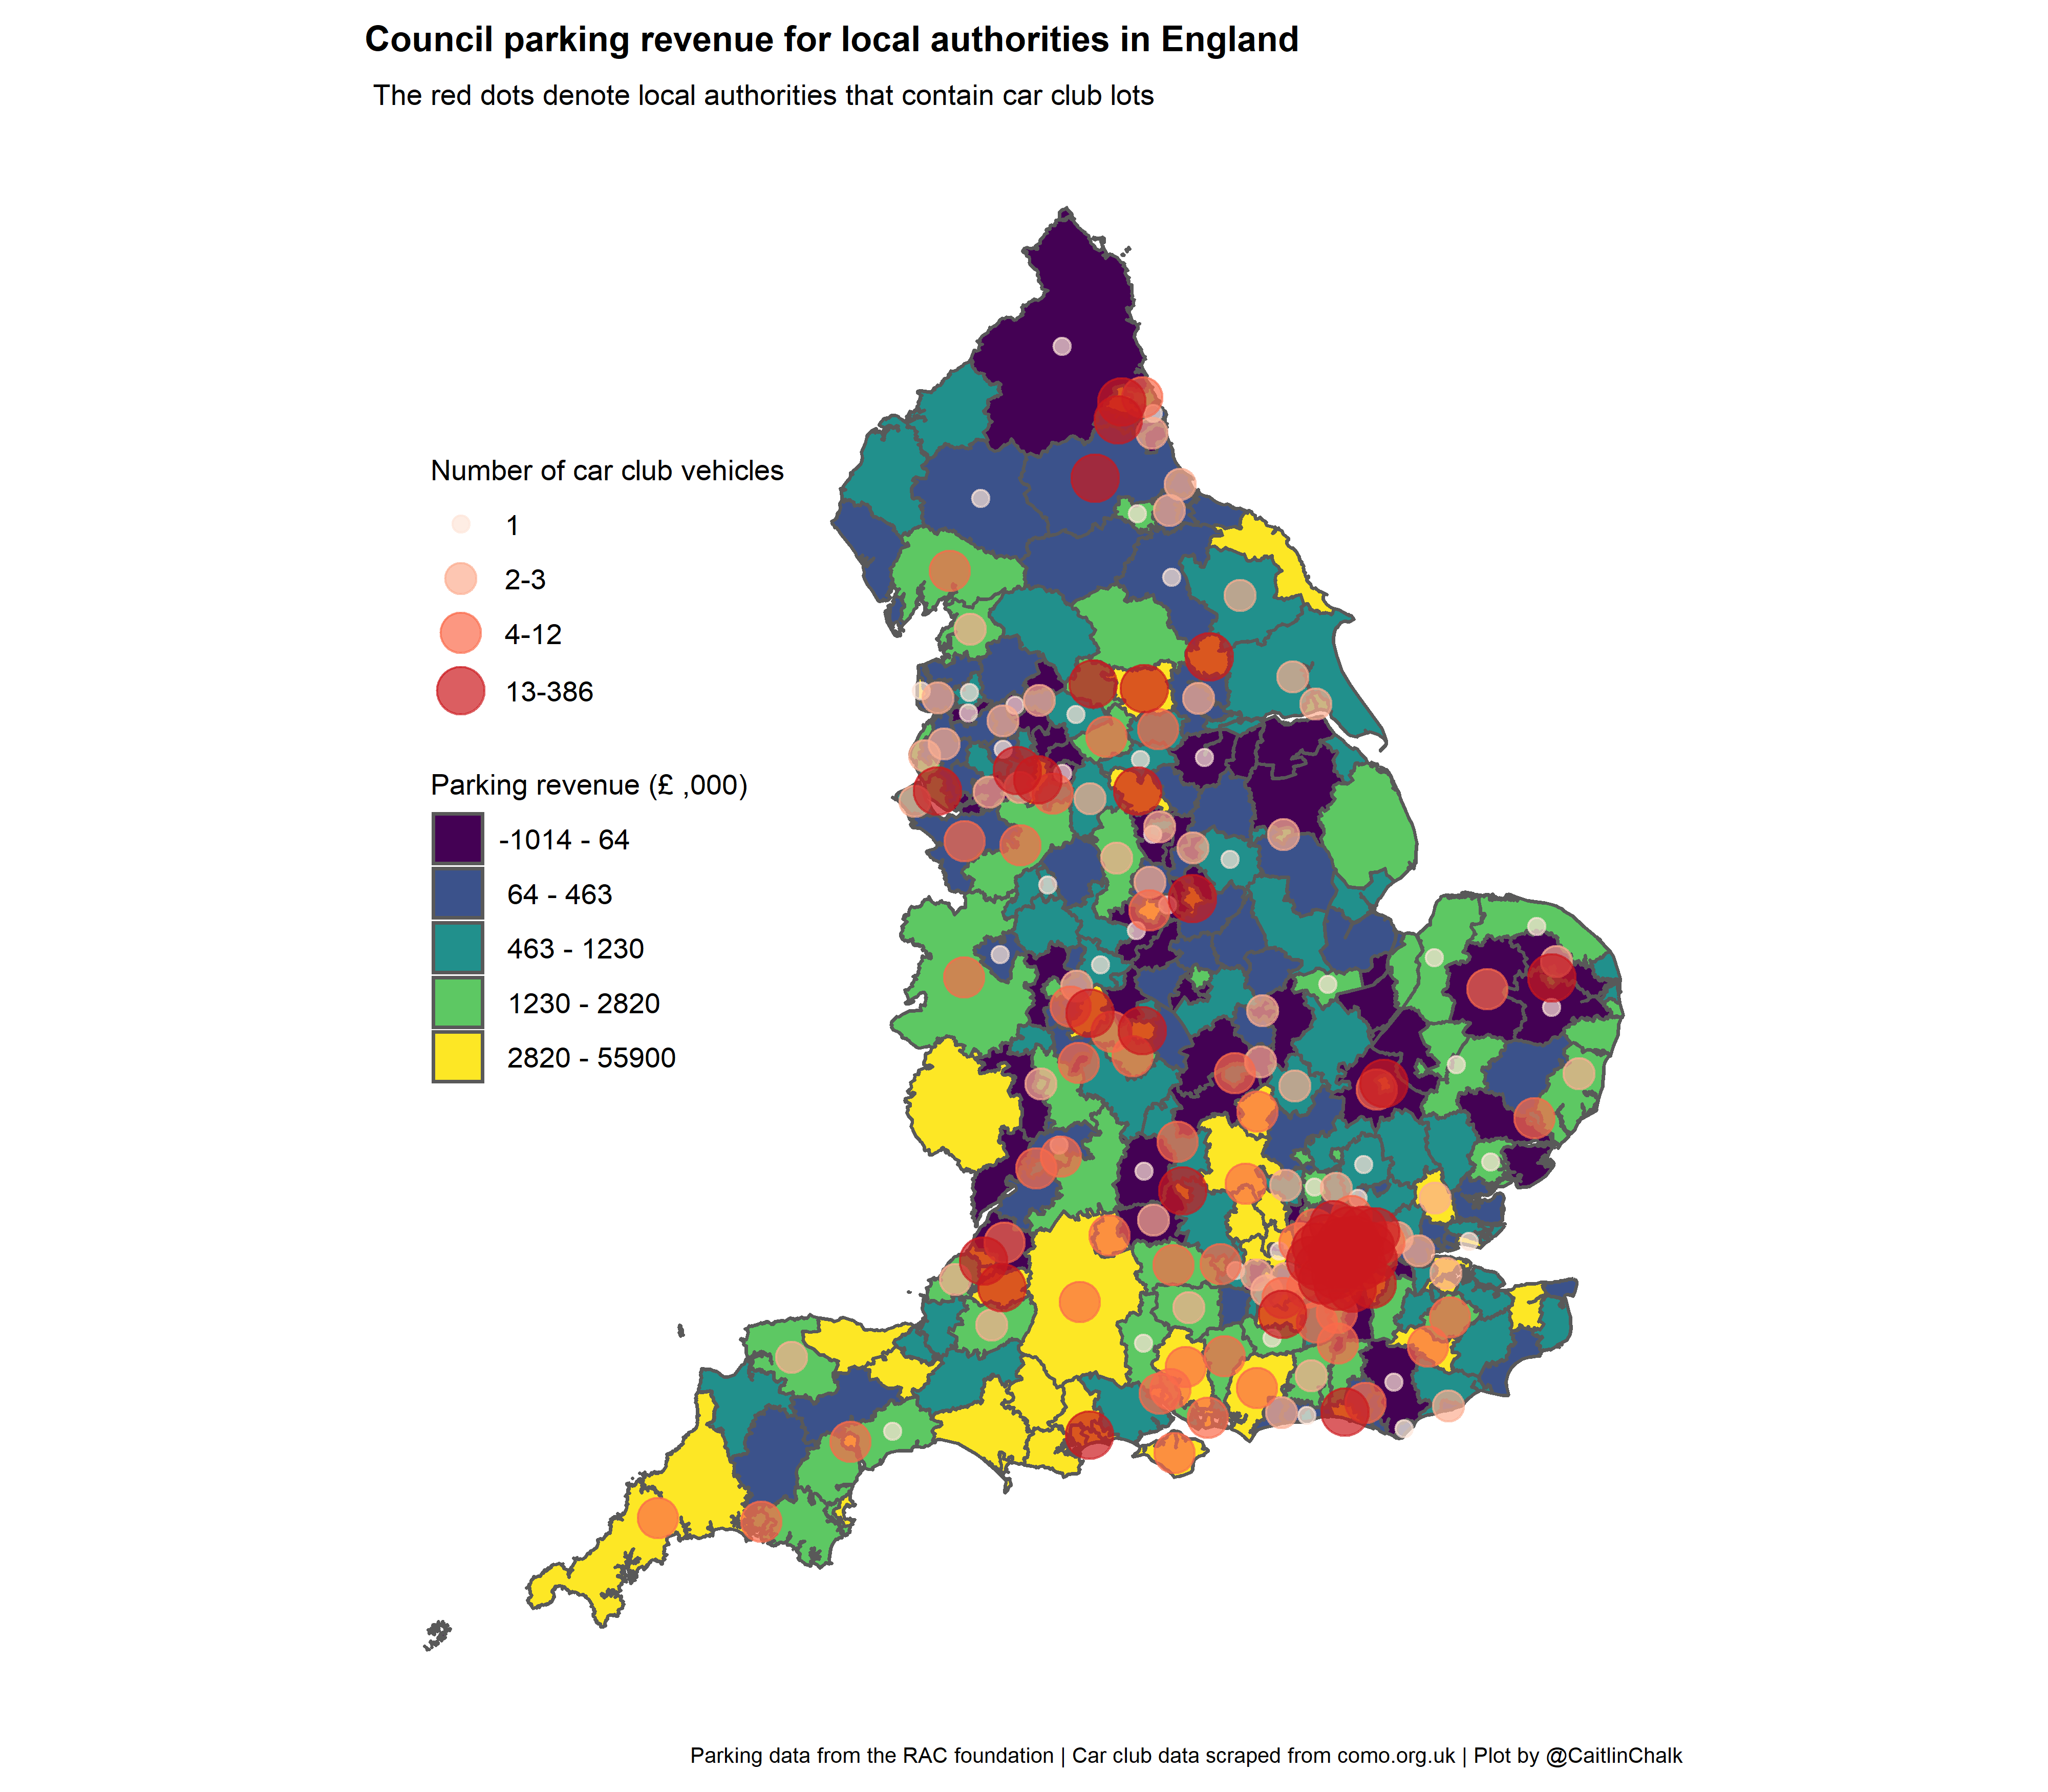 Council parking revenue for local authorities in England
The red dots denote local authorities that contain car club lots
Number of car club vehicles
1
2-3
4-12
13-386
Parking revenue (£ ,000)
-1014 - 64
64 - 463
463 - 1230
1230 - 2820
2820 - 55900
Parking data from the RAC foundation | Car club data scraped from como.org.uk | Plot by @CaitlinChalk